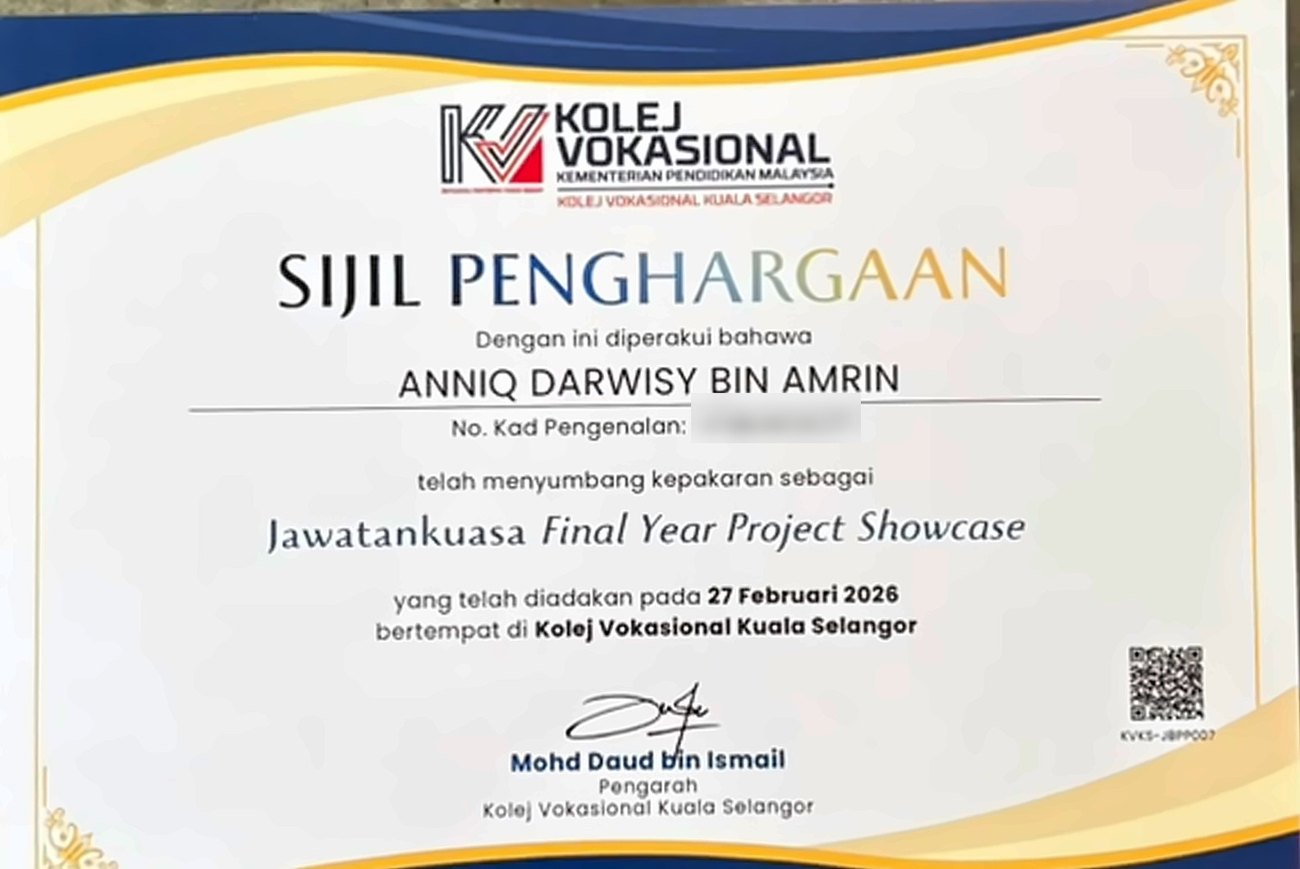 KOLEJ
VOKASIONAL
KEMENTERIAN PENDIDIKAN MALAYSIA
KOLEJ VOKASIONAL KUALA SELANGOR
SIJIL PENGHARGAAN
Dengan ini diperakui bahawa
ANNIQ DARWISY BIN AMRIN
No. Kad Pengenalan:
telah menyumbang kepakaran sebagai
Jawatankuasa Final Year Project Showcase
yang telah diadakan pada 27 Februari 2026
bertempat di Kolej Vokasional Kuala Selangor
KVKS-JBPP007
Mohd Daud bin Ismail
Pengarah
Kolej Vokasional Kuala Selangor